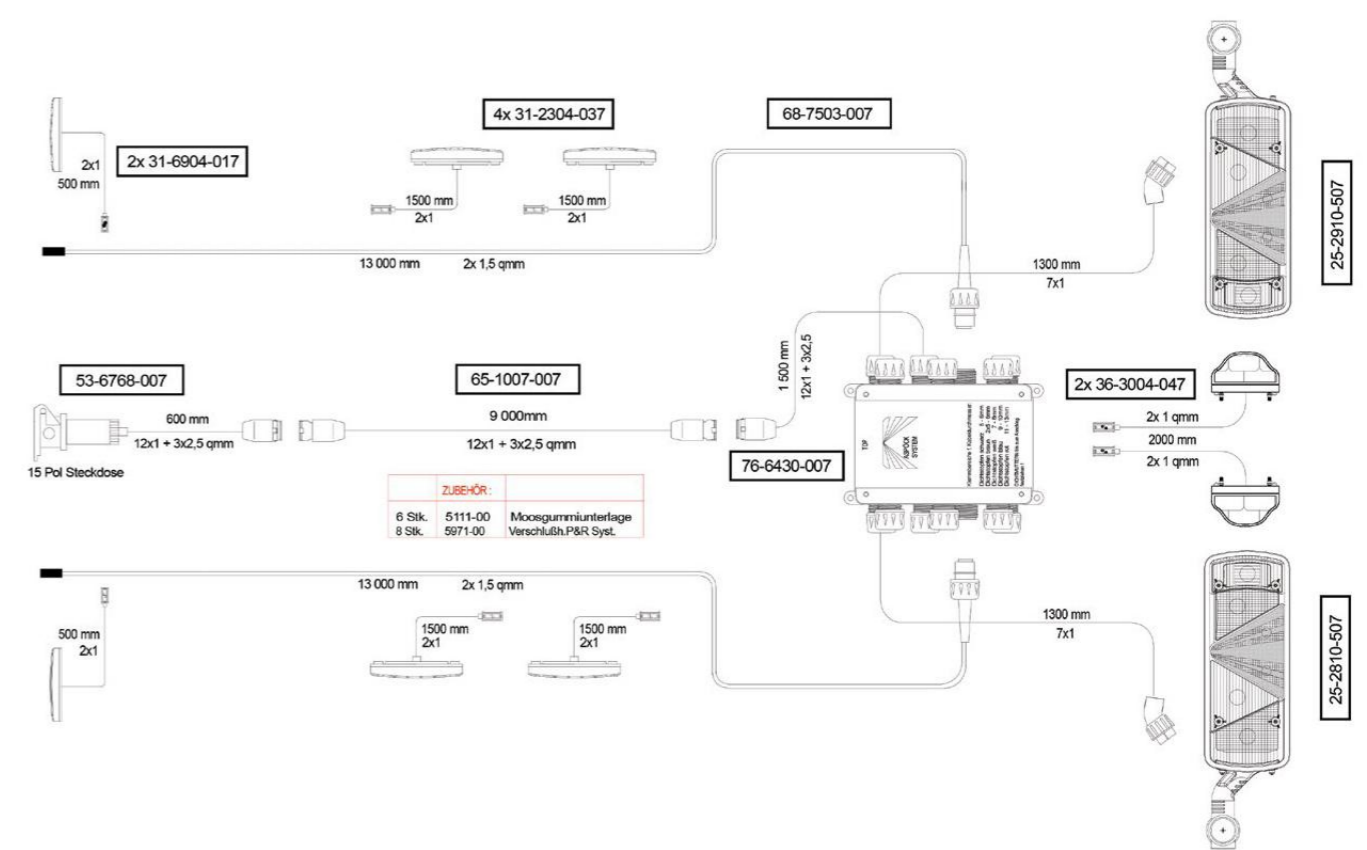 4x 31-2304-037
68-7503-007
2x1
500 mm
2x 31-6904-017
1500 mm
2x1
1500 mm
2x1
13 000 mm 2x 1,5 qmm
1300 mm
7x1
25-2910-507
53-6768-007
65-1007-007
1 500 mm
12x1 + 3x2,5
2x 36-3004-047
600 mm
12x1 + 3x2,5 qmm
9 000mm
12x1 + 3x2,5 qmm
2x 1 qmm
2000 mm
2x 1 qmm
15 Pol Steckdose
76-6430-007
TOP
ASPÖCK
SYSTEM
ZUBEHÖR :
6 Stk. 5111-00 Moosgummiunterlage
8 Stk. 5971-00 Verschlußh.P&R Syst.
13 000 mm 2x 1,5 qmm
500 mm
2x1
1500 mm
2x1
1500 mm
2x1
1300 mm
7x1
25-2810-507